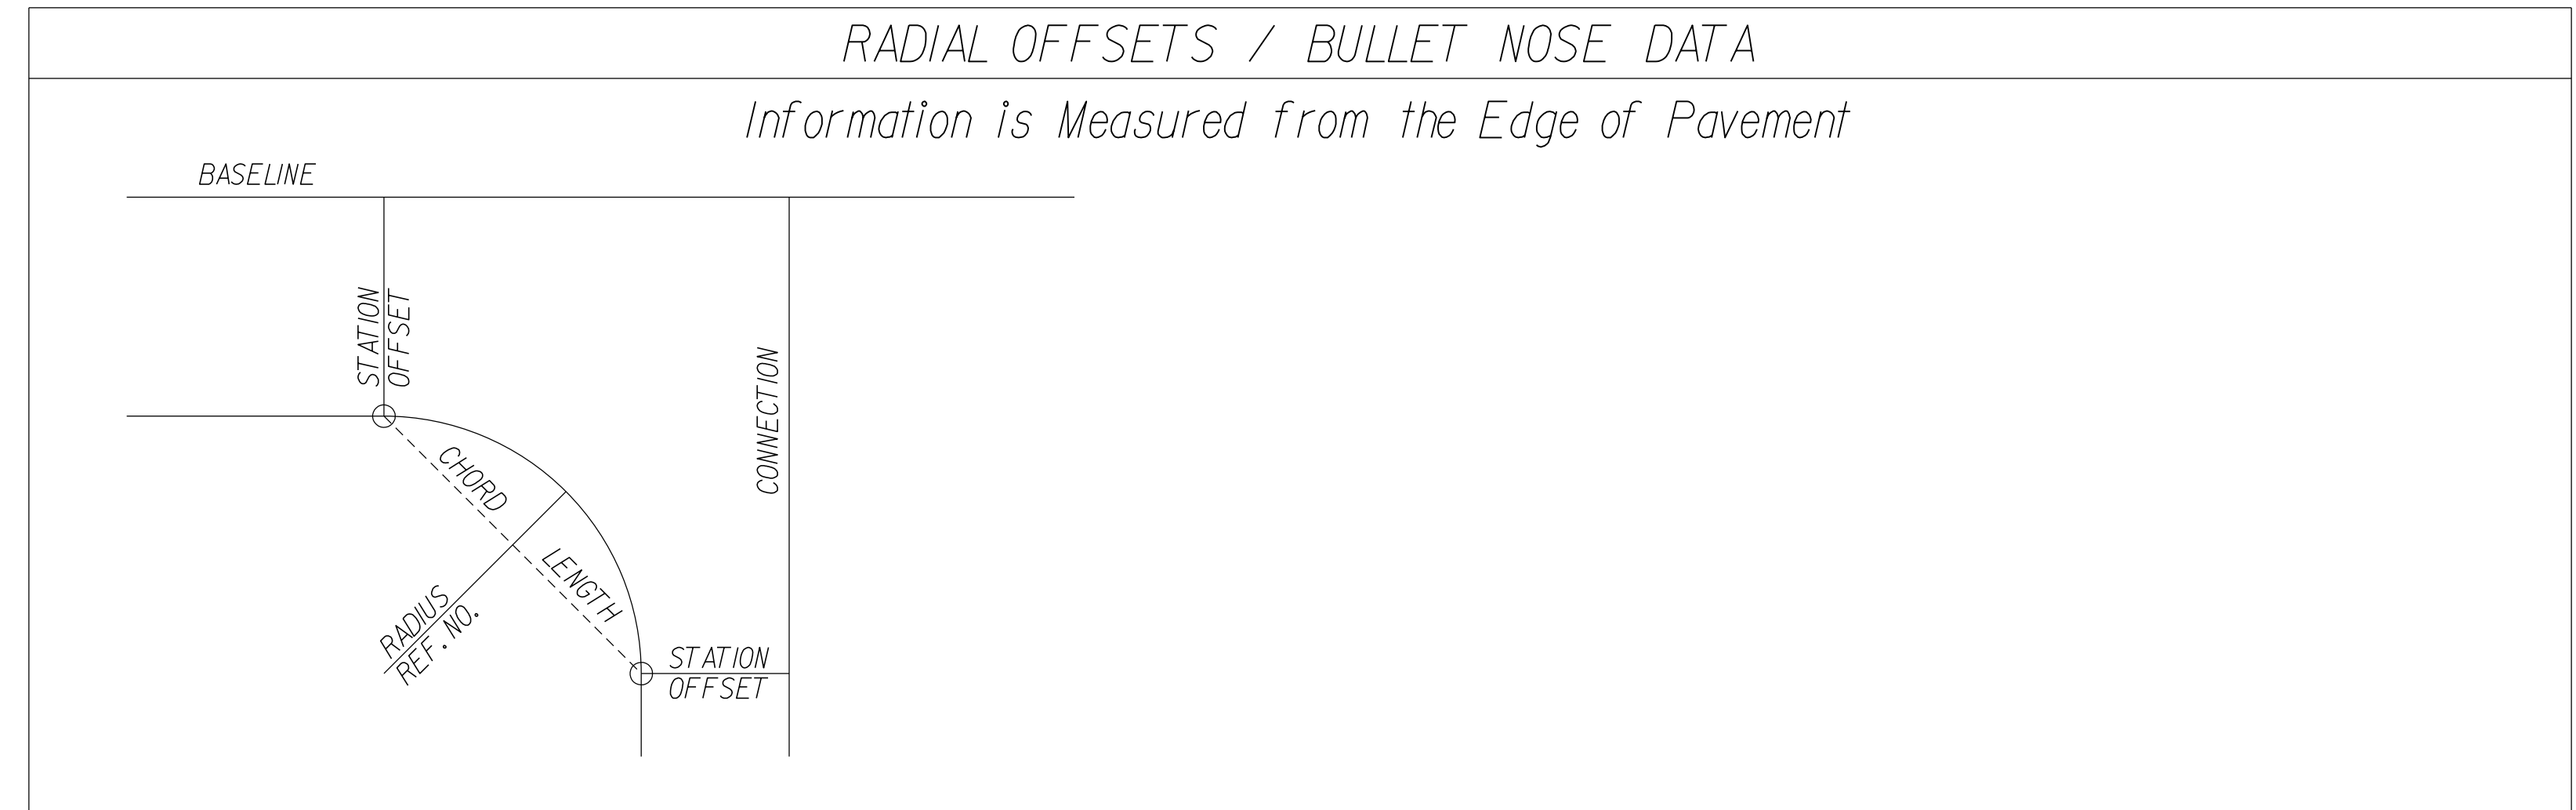 RADIAL OFFSETS / BULLET NOSE DATA
Information is Measured from the Edge of Pavement
BASELINE
STATION
OFFSET
CONNECTION
CHORD LENGTH
RADIUS
REF. NO.
STATION
OFFSET